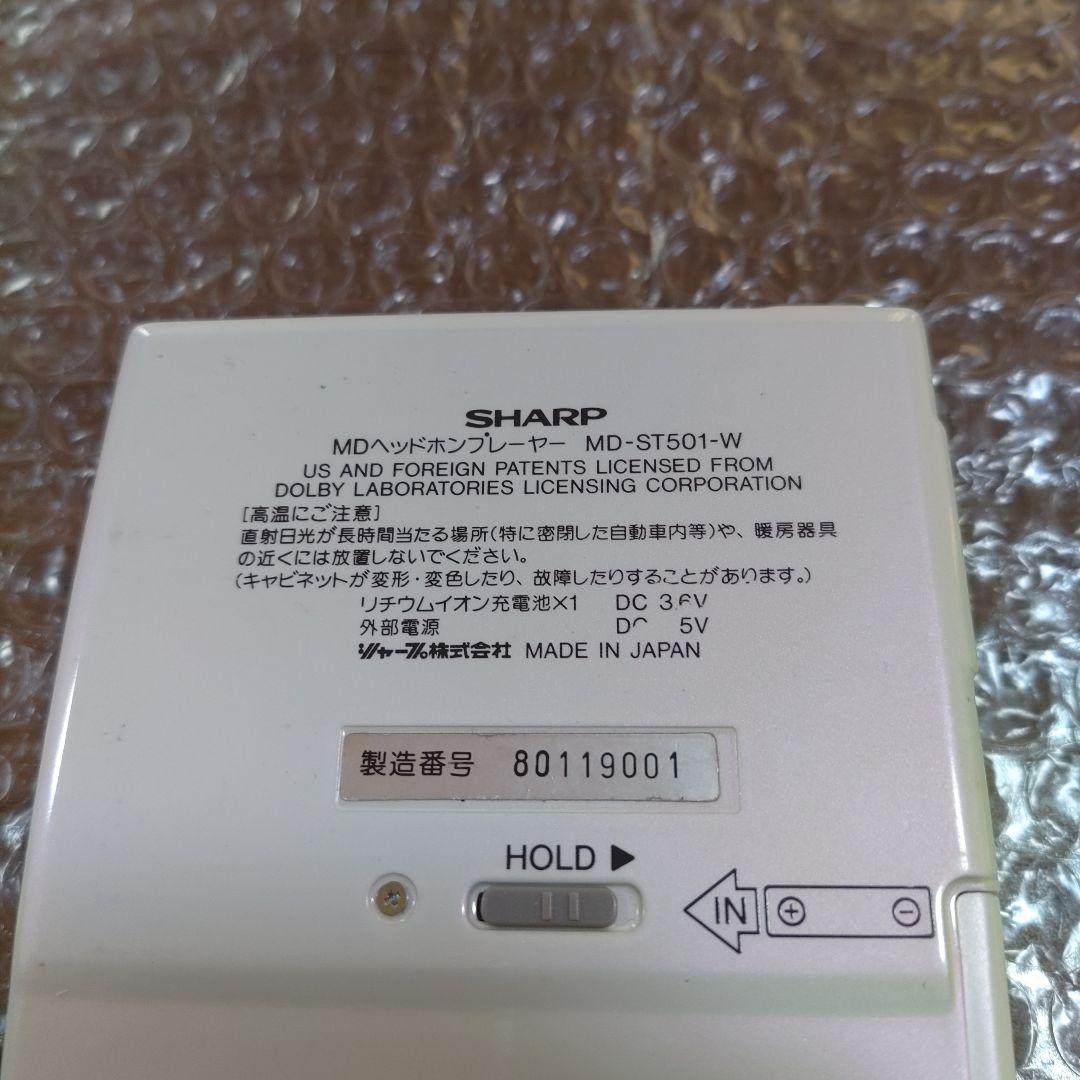 SHARP
MDヘッドホンプレーヤー MD-ST501-W
US AND FOREIGN PATENTS LICENSED FROM
DOLBY LABORATORIES LICENSING CORPORATION
[高温にご注意]
直射日光が長時間当たる場所(特に密閉した自動車内等)や、暖房器具
の近くには放置しないでください。
(キャビネットが変形・変色したり、故障したりすることがあります。)
リチウムイオン充電池×1 DC 3.6V
外部電源 DC 5V
シャープ株式会社 MADE IN JAPAN
製造番号 80119001
HOLD ▶
IN + −